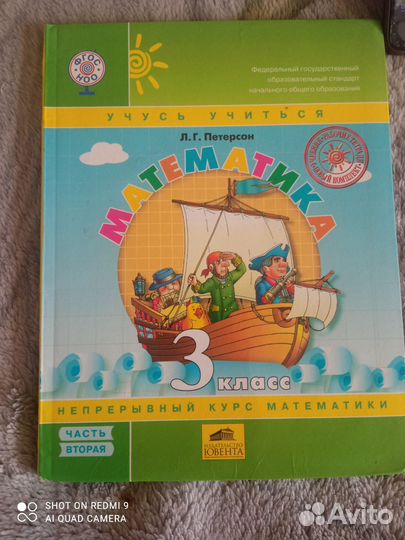 ФГОС
НОО
Федеральный государственный
образовательный стандарт
начального общего образования
УЧУСЬ УЧИТЬСЯ
Л. Г. Петерсон
МАТЕМАТИКА
3 класс
НЕПРЕРЫВНЫЙ КУРС МАТЕМАТИКИ
ЧАСТЬ
ВТОРАЯ
ИЗДАТЕЛЬСТВО
ЮВЕНТА
SHOT ON REDMI 9
AI QUAD CAMERA
Avito